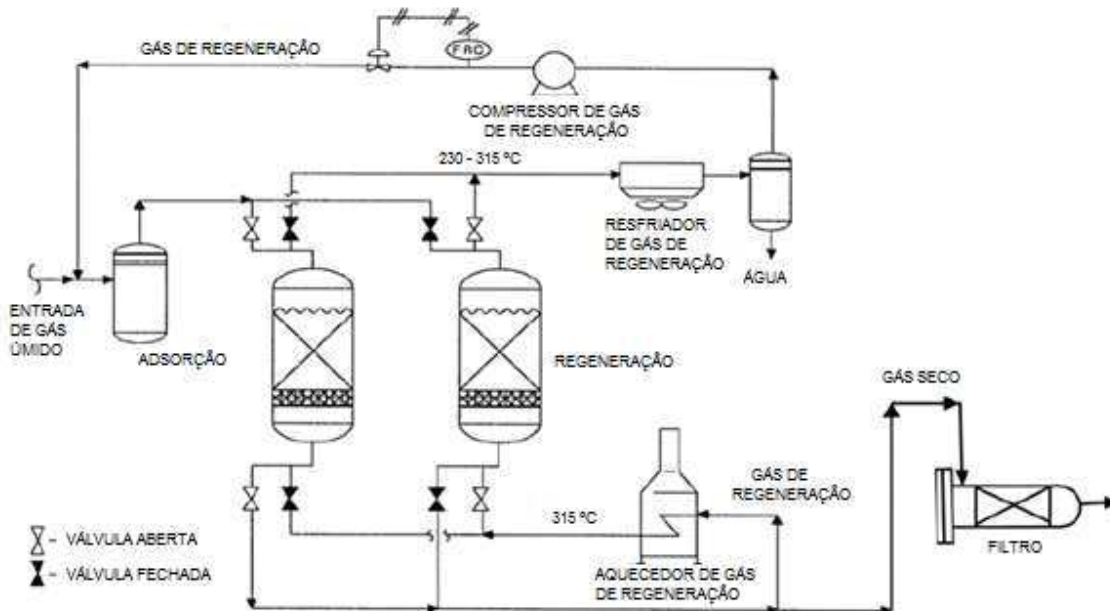 GÁS DE REGENERAÇÃO
FRC
COMPRESSOR DE GÁS
DE REGENERAÇÃO
230 - 315 ºC
RESFRIADOR
DE GÁS DE
REGENERAÇÃO
ÁGUA
ENTRADA
DE GÁS
ÚMIDO
ADSORÇÃO
REGENERAÇÃO
GÁS SECO
GÁS DE
REGENERAÇÃO
315 ºC
FILTRO
- VÁLVULA ABERTA
- VÁLVULA FECHADA
AQUECEDOR DE GÁS
DE REGENERAÇÃO